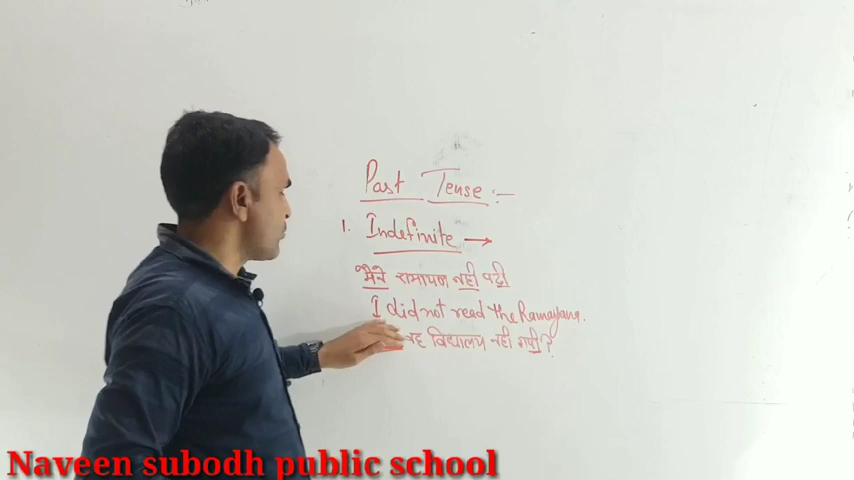 Past Tense :-
1. Indefinite →
मैंने रामायण नही पढ़ी
I did not read the Ramayana.
वह विद्यालय नही गयी?
Naveen subodh public school